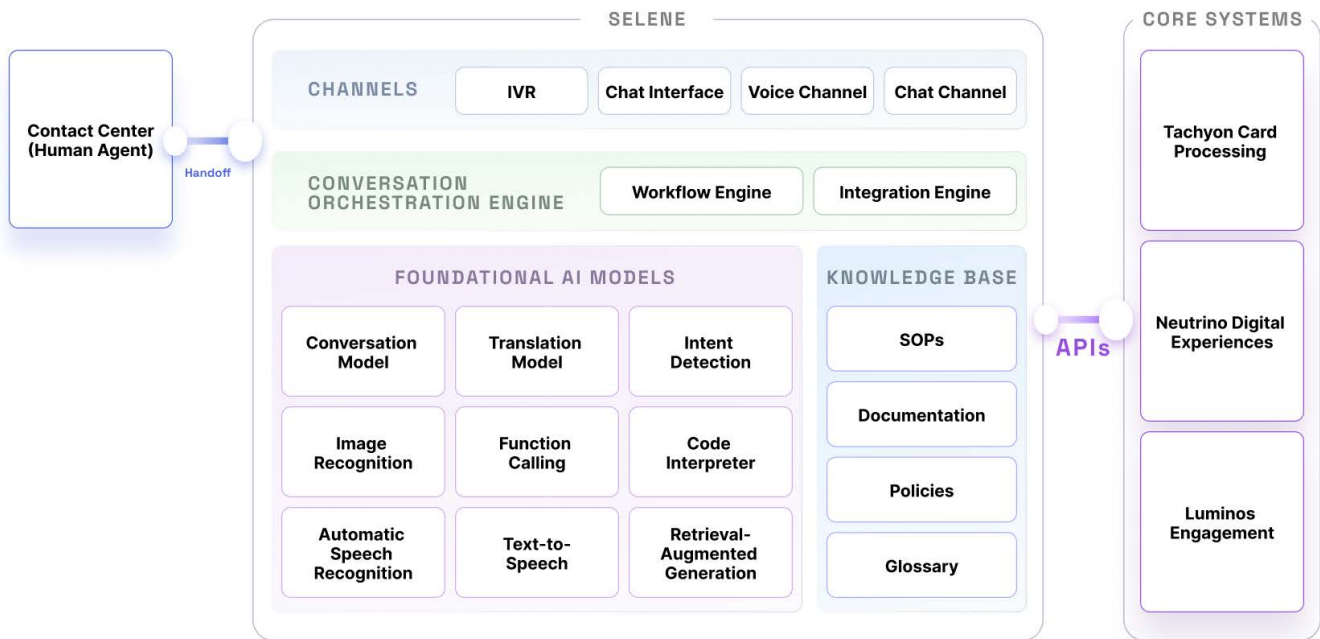 SELENE
CORE SYSTEMS
Contact Center
(Human Agent)
Handoff
CHANNELS
IVR
Chat Interface
Voice Channel
Chat Channel
CONVERSATION
ORCHESTRATION ENGINE
Workflow Engine
Integration Engine
FOUNDATIONAL AI MODELS
Conversation
Model
Translation
Model
Intent
Detection
Image
Recognition
Function
Calling
Code
Interpreter
Automatic
Speech
Recognition
Text-to-
Speech
Retrieval-
Augmented
Generation
KNOWLEDGE BASE
SOPs
Documentation
Policies
Glossary
APIs
Tachyon Card
Processing
Neutrino Digital
Experiences
Luminos
Engagement